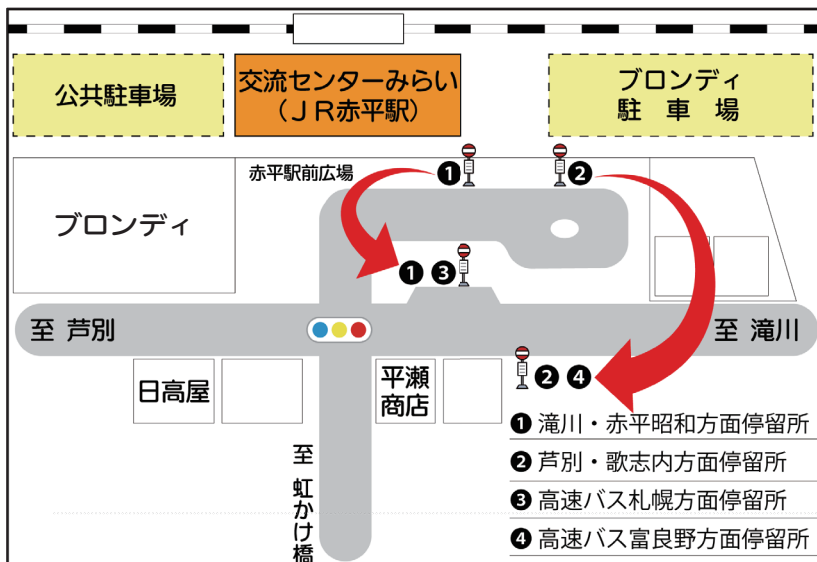 公共駐車場
交流センターみらい
（ＪＲ赤平駅）
ブロンディ
駐車場
赤平駅前広場
❶
❷
ブロンディ
❶ ❸
至 芦別
至 滝川
日高屋
平瀬
商店
❷ ❹
至 虹かけ橋
❶ 滝川・赤平昭和方面停留所
❷ 芦別・歌志内方面停留所
❸ 高速バス札幌方面停留所
❹ 高速バス富良野方面停留所